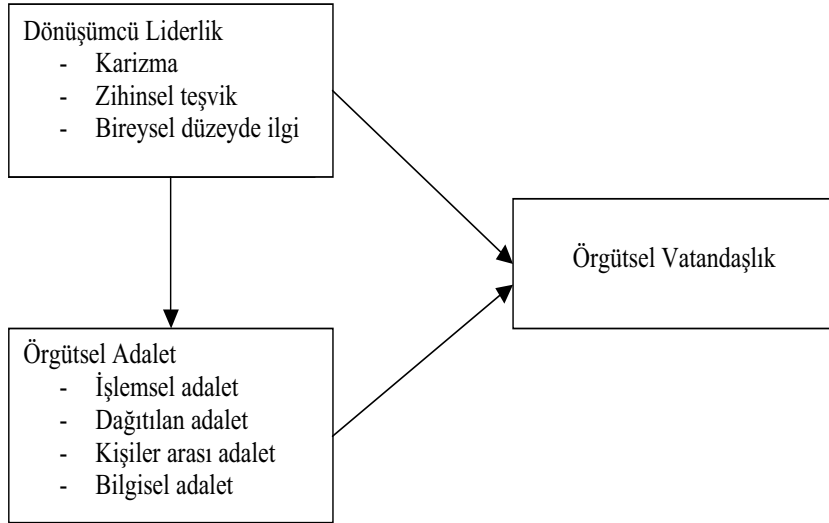 Dönüşümcü Liderlik
- Karizma
- Zihinsel teşvik
- Bireysel düzeyde ilgi
Örgütsel Vatandaşlık
Örgütsel Adalet
- İşlemsel adalet
- Dağıtılan adalet
- Kişiler arası adalet
- Bilgisel adalet